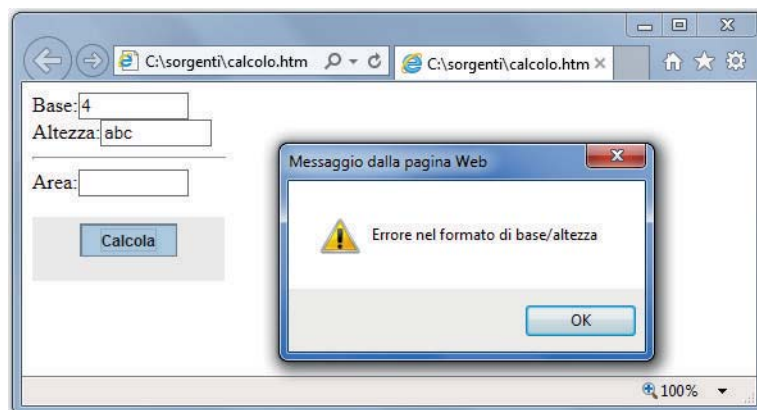 C:\sorgenti\calcolo.htm
C:\sorgenti\calcolo.htm
Base: 4
Altezza: abc
Area:
Calcola
Messaggio dalla pagina Web
Errore nel formato di base/altezza
OK
100%